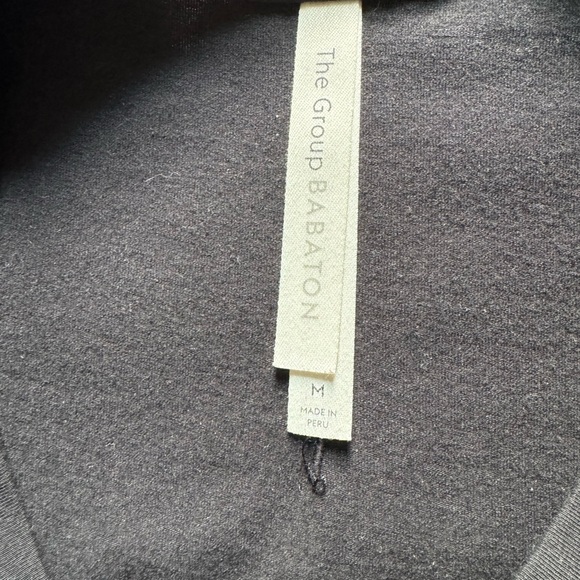 The Group BABATON
M
MADE IN
PERU